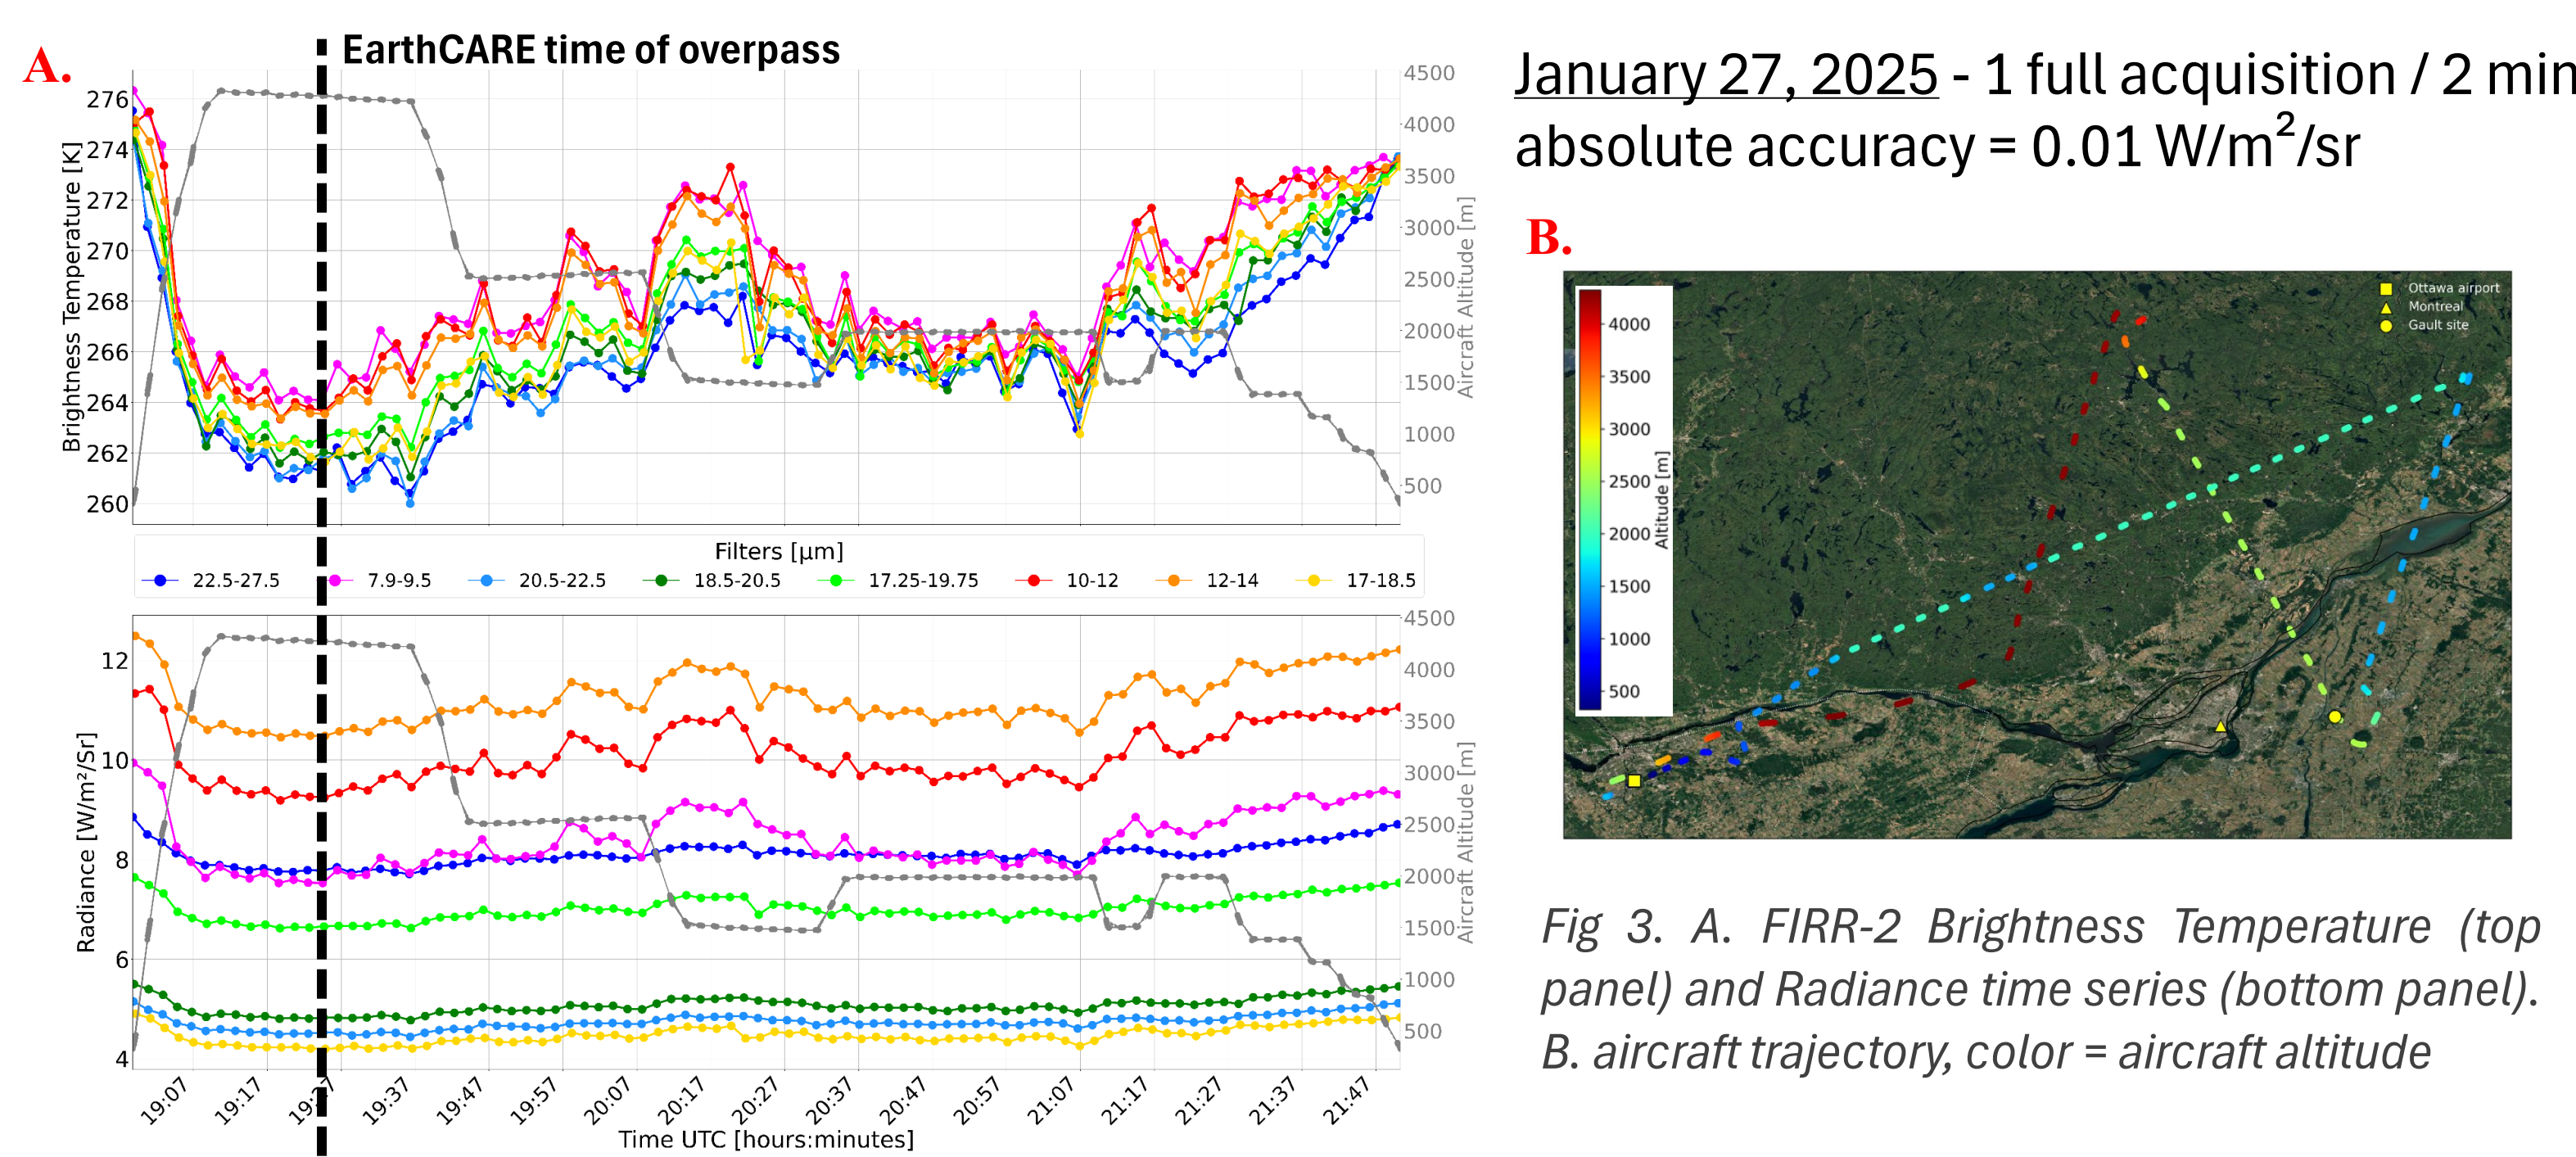 A.
EarthCARE time of overpass
276
274
272
270
268
266
264
262
260
Brightness Temperature [K]
4500
4000
3500
3000
2500
2000
1500
1000
500
Aircraft Altitude [m]
Filters [µm]
22.5-27.5 7.9-9.5 20.5-22.5 18.5-20.5 17.25-19.75 10-12 12-14 17-18.5
12
10
8
6
4
Radiance [W/m²/Sr]
4500
4000
3500
3000
2500
2000
1500
1000
500
Aircraft Altitude [m]
19:07 19:17 19:27 19:37 19:47 19:57 20:07 20:17 20:27 20:37 20:47 20:57 21:07 21:17 21:27 21:37 21:47
Time UTC [hours:minutes]
January 27, 2025 - 1 full acquisition / 2 min
absolute accuracy = 0.01 W/m²/sr
B.
Ottawa airport
Montreal
Gault site
4000
3500
3000
2500
2000
1500
1000
500
Altitude [m]
Fig 3. A. FIRR-2 Brightness Temperature (top
panel) and Radiance time series (bottom panel).
B. aircraft trajectory, color = aircraft altitude